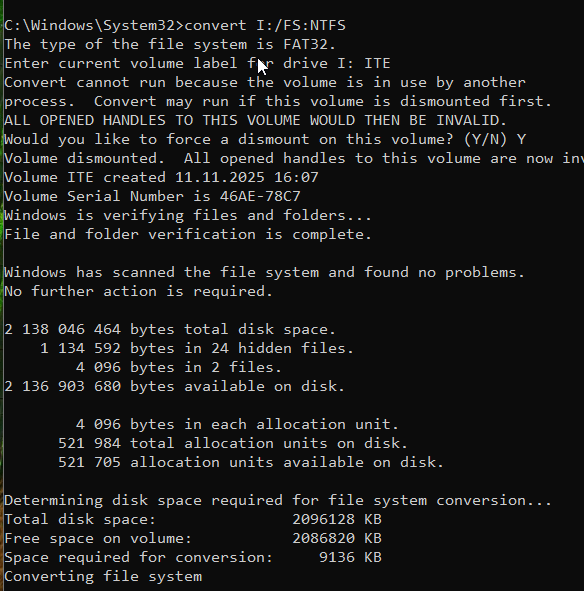 C:\Windows\System32>convert I:/FS:NTFS
The type of the file system is FAT32.
Enter current volume label for drive I: ITE
Convert cannot run because the volume is in use by another
process.  Convert may run if this volume is dismounted first.
ALL OPENED HANDLES TO THIS VOLUME WOULD THEN BE INVALID.
Would you like to force a dismount on this volume? (Y/N) Y
Volume dismounted.  All opened handles to this volume are now inv
Volume ITE created 11.11.2025 16:07
Volume Serial Number is 46AE-78C7
Windows is verifying files and folders...
File and folder verification is complete.
Windows has scanned the file system and found no problems.
No further action is required.
2 138 046 464 bytes total disk space.
1 134 592 bytes in 24 hidden files.
4 096 bytes in 2 files.
2 136 903 680 bytes available on disk.
4 096 bytes in each allocation unit.
521 984 total allocation units on disk.
521 705 allocation units available on disk.
Determining disk space required for file system conversion...
Total disk space:               2096128 KB
Free space on volume:           2086820 KB
Space required for conversion:     9136 KB
Converting file system